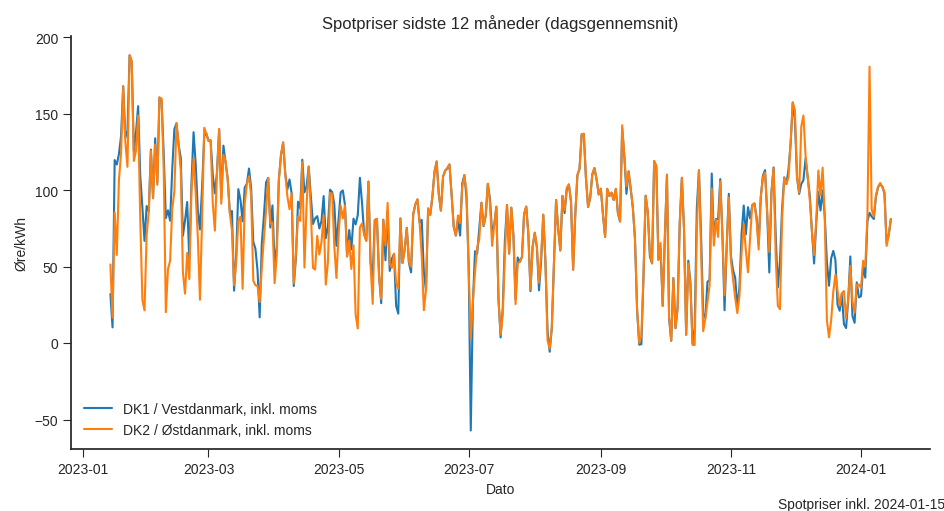 Spotpriser sidste 12 måneder (dagsgennemsnit)
200
150
100
50
0
−50
Øre/kWh
DK1 / Vestdanmark, inkl. moms
DK2 / Østdanmark, inkl. moms
2023-01 2023-03 2023-05 2023-07 2023-09 2023-11 2024-01
Dato
Spotpriser inkl. 2024-01-15